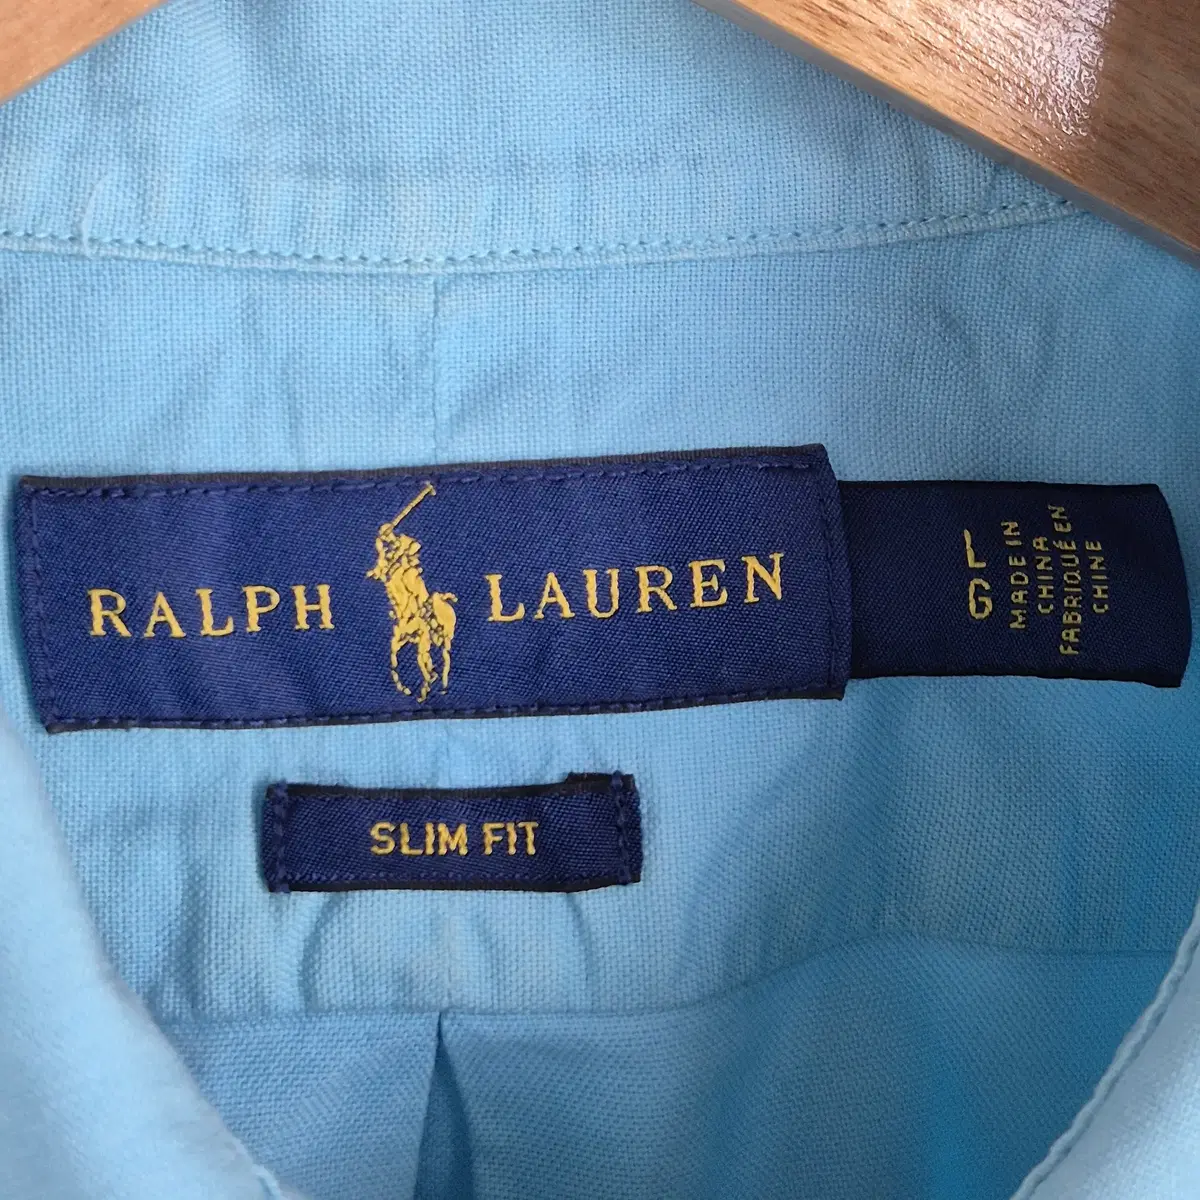 RALPH LAUREN
L
G
MADE IN
CHINA
FABRIQUÉ EN
CHINE
SLIM FIT